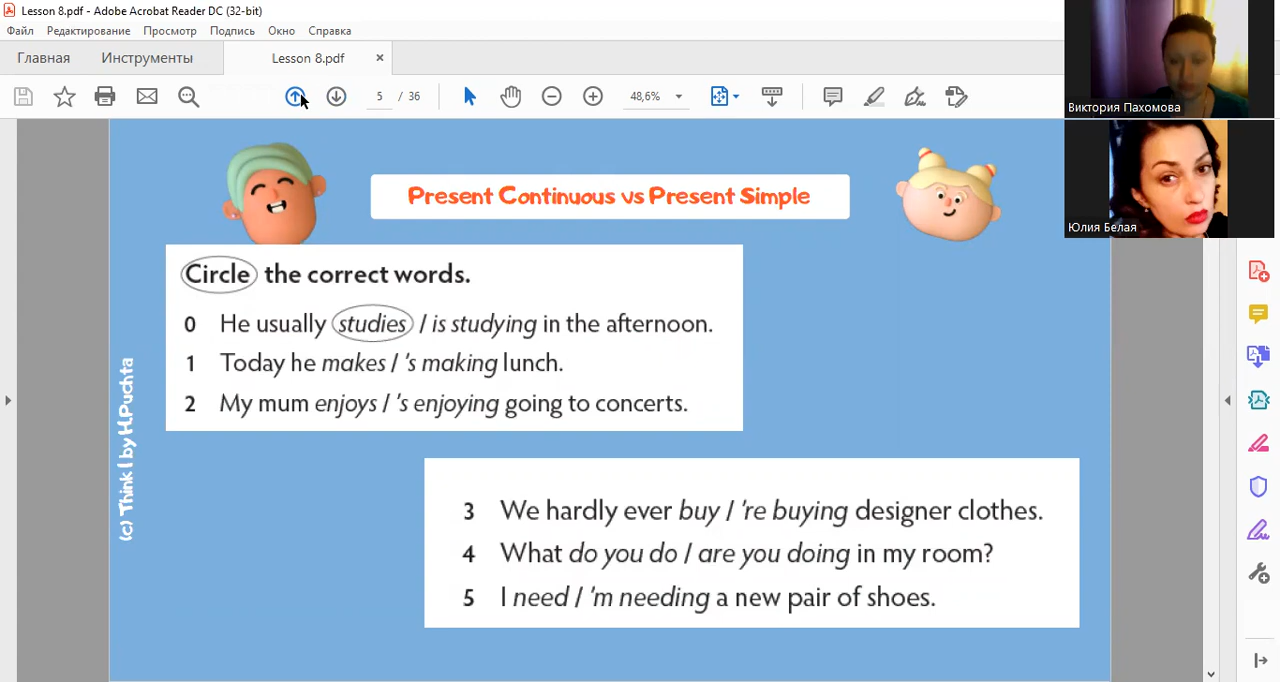 Lesson 8.pdf - Adobe Acrobat Reader DC (32-bit)
Файл Редактирование Просмотр Подпись Окно Справка
Главная Инструменты Lesson 8.pdf ×
5 / 36 48,6%
Виктория Пахомова
Юлия Белая
Present Continuous vs Present Simple
Circle the correct words.
0 He usually studies / is studying in the afternoon.
1 Today he makes / 's making lunch.
2 My mum enjoys / 's enjoying going to concerts.
3 We hardly ever buy / 're buying designer clothes.
4 What do you do / are you doing in my room?
5 I need / 'm needing a new pair of shoes.
(c) Think 1 by H.Puchta